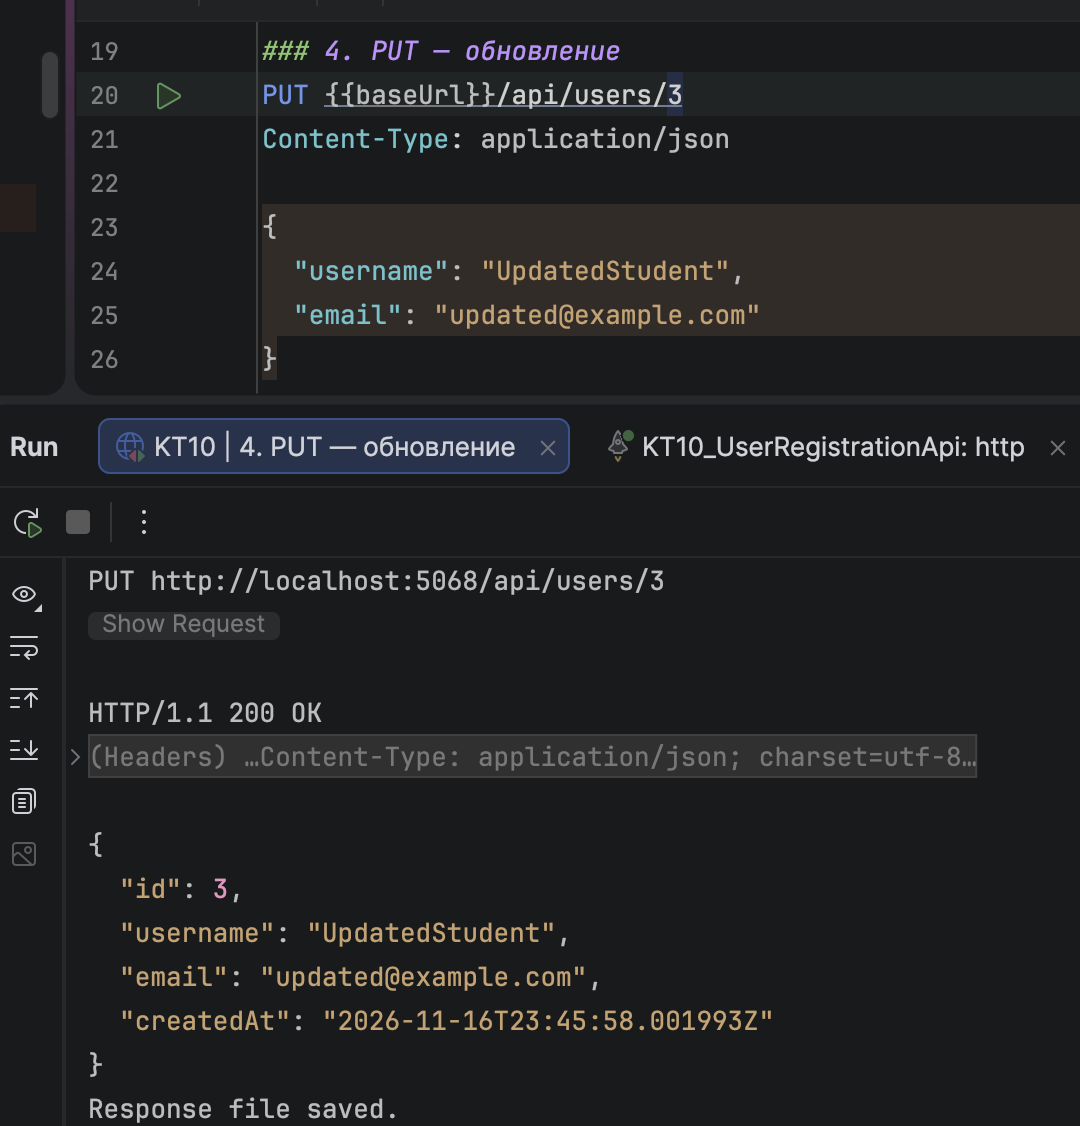 19 ### 4. PUT — обновление
20 PUT {{baseUrl}}/api/users/3
21 Content-Type: application/json
22
23 {
24 "username": "UpdatedStudent",
25 "email": "updated@example.com"
26 }
Run KT10 | 4. PUT — обновление KT10_UserRegistrationApi: http
PUT http://localhost:5068/api/users/3
Show Request
HTTP/1.1 200 OK
(Headers) …Content-Type: application/json; charset=utf-8…
{
"id": 3,
"username": "UpdatedStudent",
"email": "updated@example.com",
"createdAt": "2026-11-16T23:45:58.001993Z"
}
Response file saved.